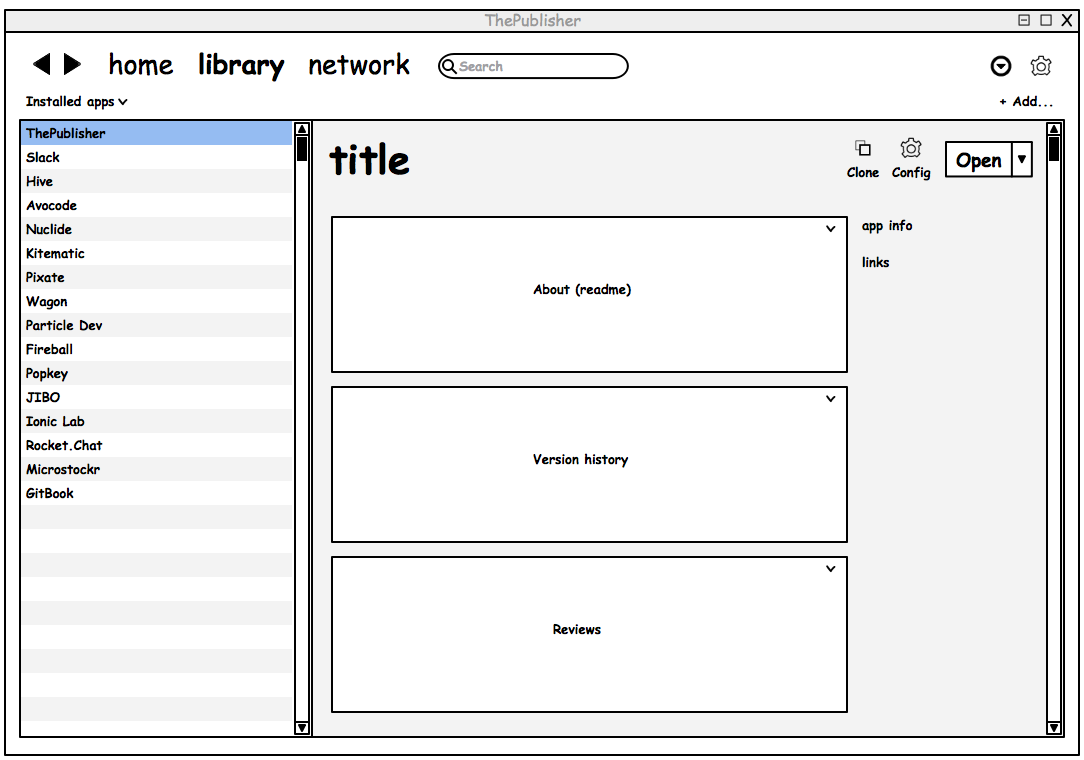 ThePublisher
home library network Search
Installed apps + Add...
ThePublisher
Slack
Hive
Avocode
Nuclide
Kitematic
Pixate
Wagon
Particle Dev
Fireball
Popkey
JIBO
Ionic Lab
Rocket.Chat
Microstockr
GitBook
title
Clone Config Open
About (readme)
Version history
Reviews
app info
links